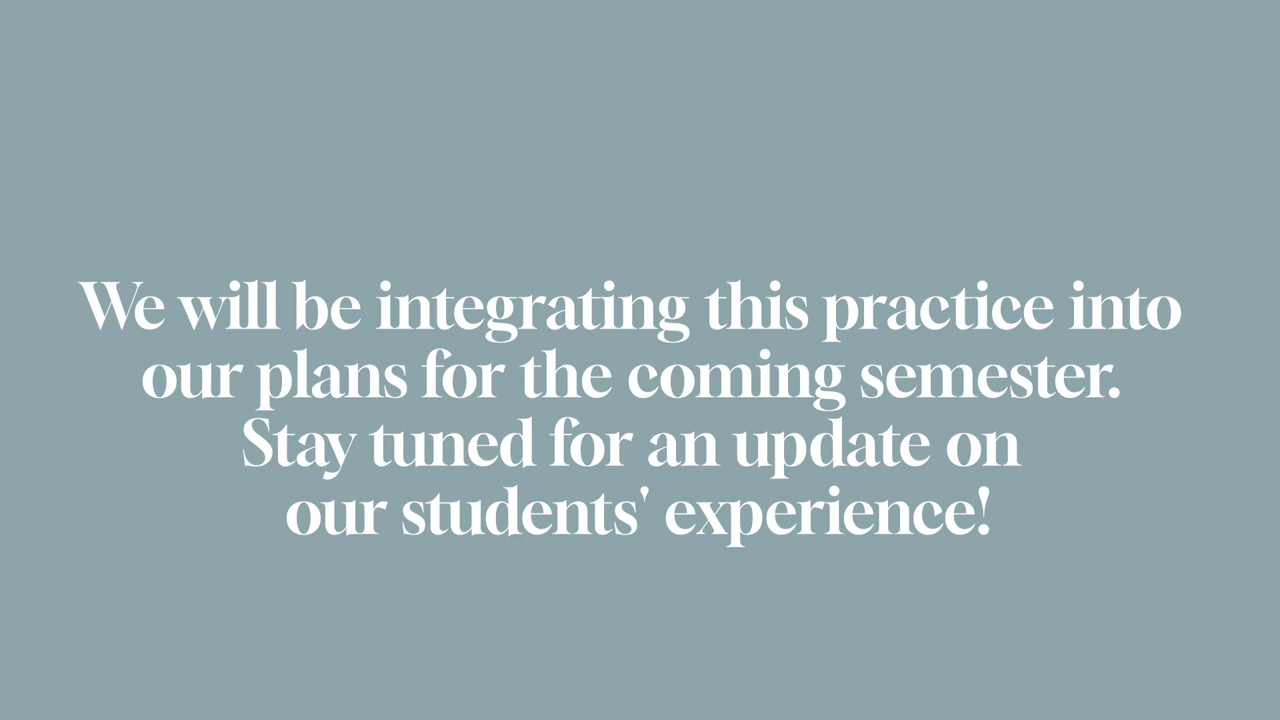 We will be integrating this practice into
our plans for the coming semester.
Stay tuned for an update on
our students' experience!